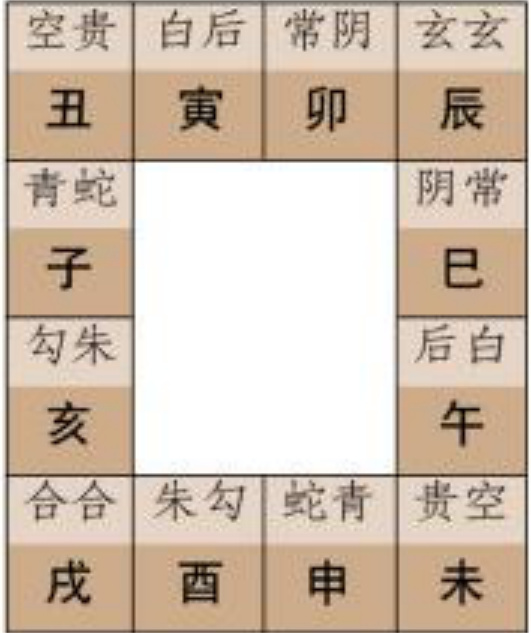 空贵 白后 常阴 玄玄
丑 寅 卯 辰
青蛇 阴常
子 巳
勾朱 后白
亥 午
合合 朱勾 蛇青 贵空
戌 酉 申 未